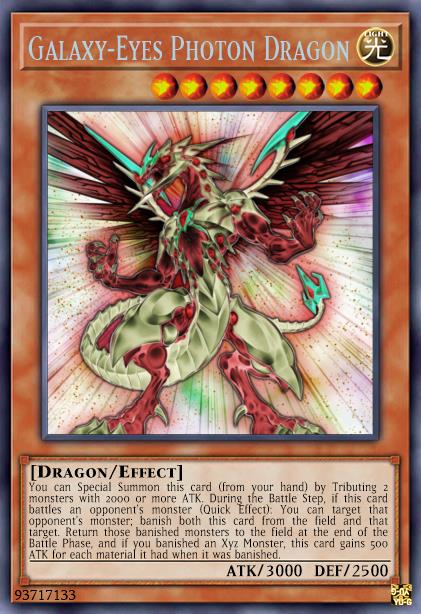 GALAXY-EYES PHOTON DRAGON
LIGHT
光
[DRAGON/EFFECT]
You can Special Summon this card (from your hand) by Tributing 2
monsters with 2000 or more ATK. During the Battle Step, if this card
battles an opponent's monster (Quick Effect): You can target that
opponent's monster; banish both this card from the field and that
target. Return those banished monsters to the field at the end of the
Battle Phase, and if you banished an Xyz Monster, this card gains 500
ATK for each material it had when it was banished.
ATK/3000 DEF/2500
93717133